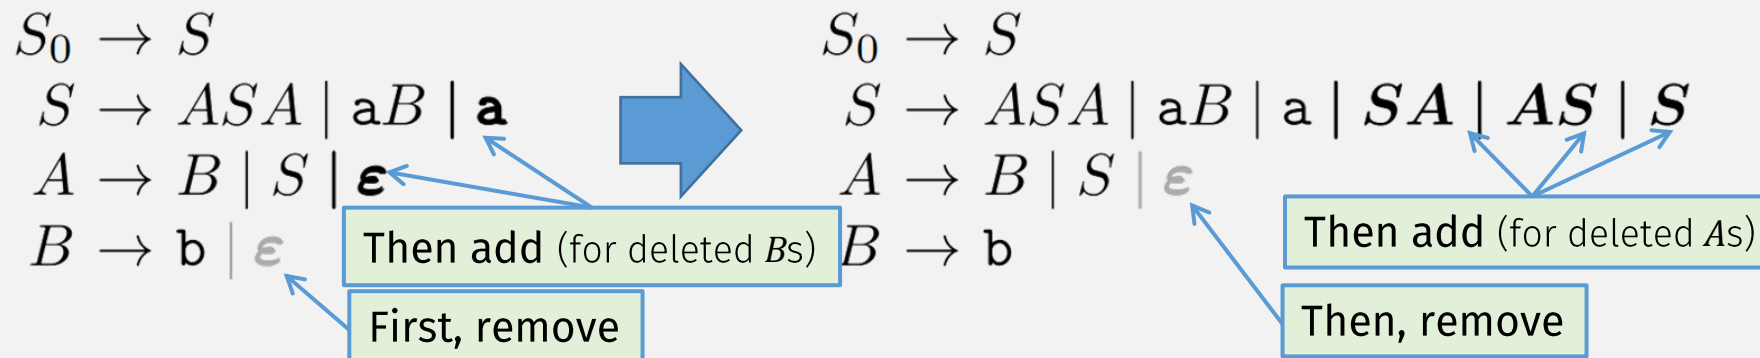 S₀ → S
S → ASA | aB | a
A → B | S | ε
B → b | ε
Then add (for deleted Bs)
First, remove
S₀ → S
S → ASA | aB | a | SA | AS | S
A → B | S | ε
B → b
Then add (for deleted As)
Then, remove